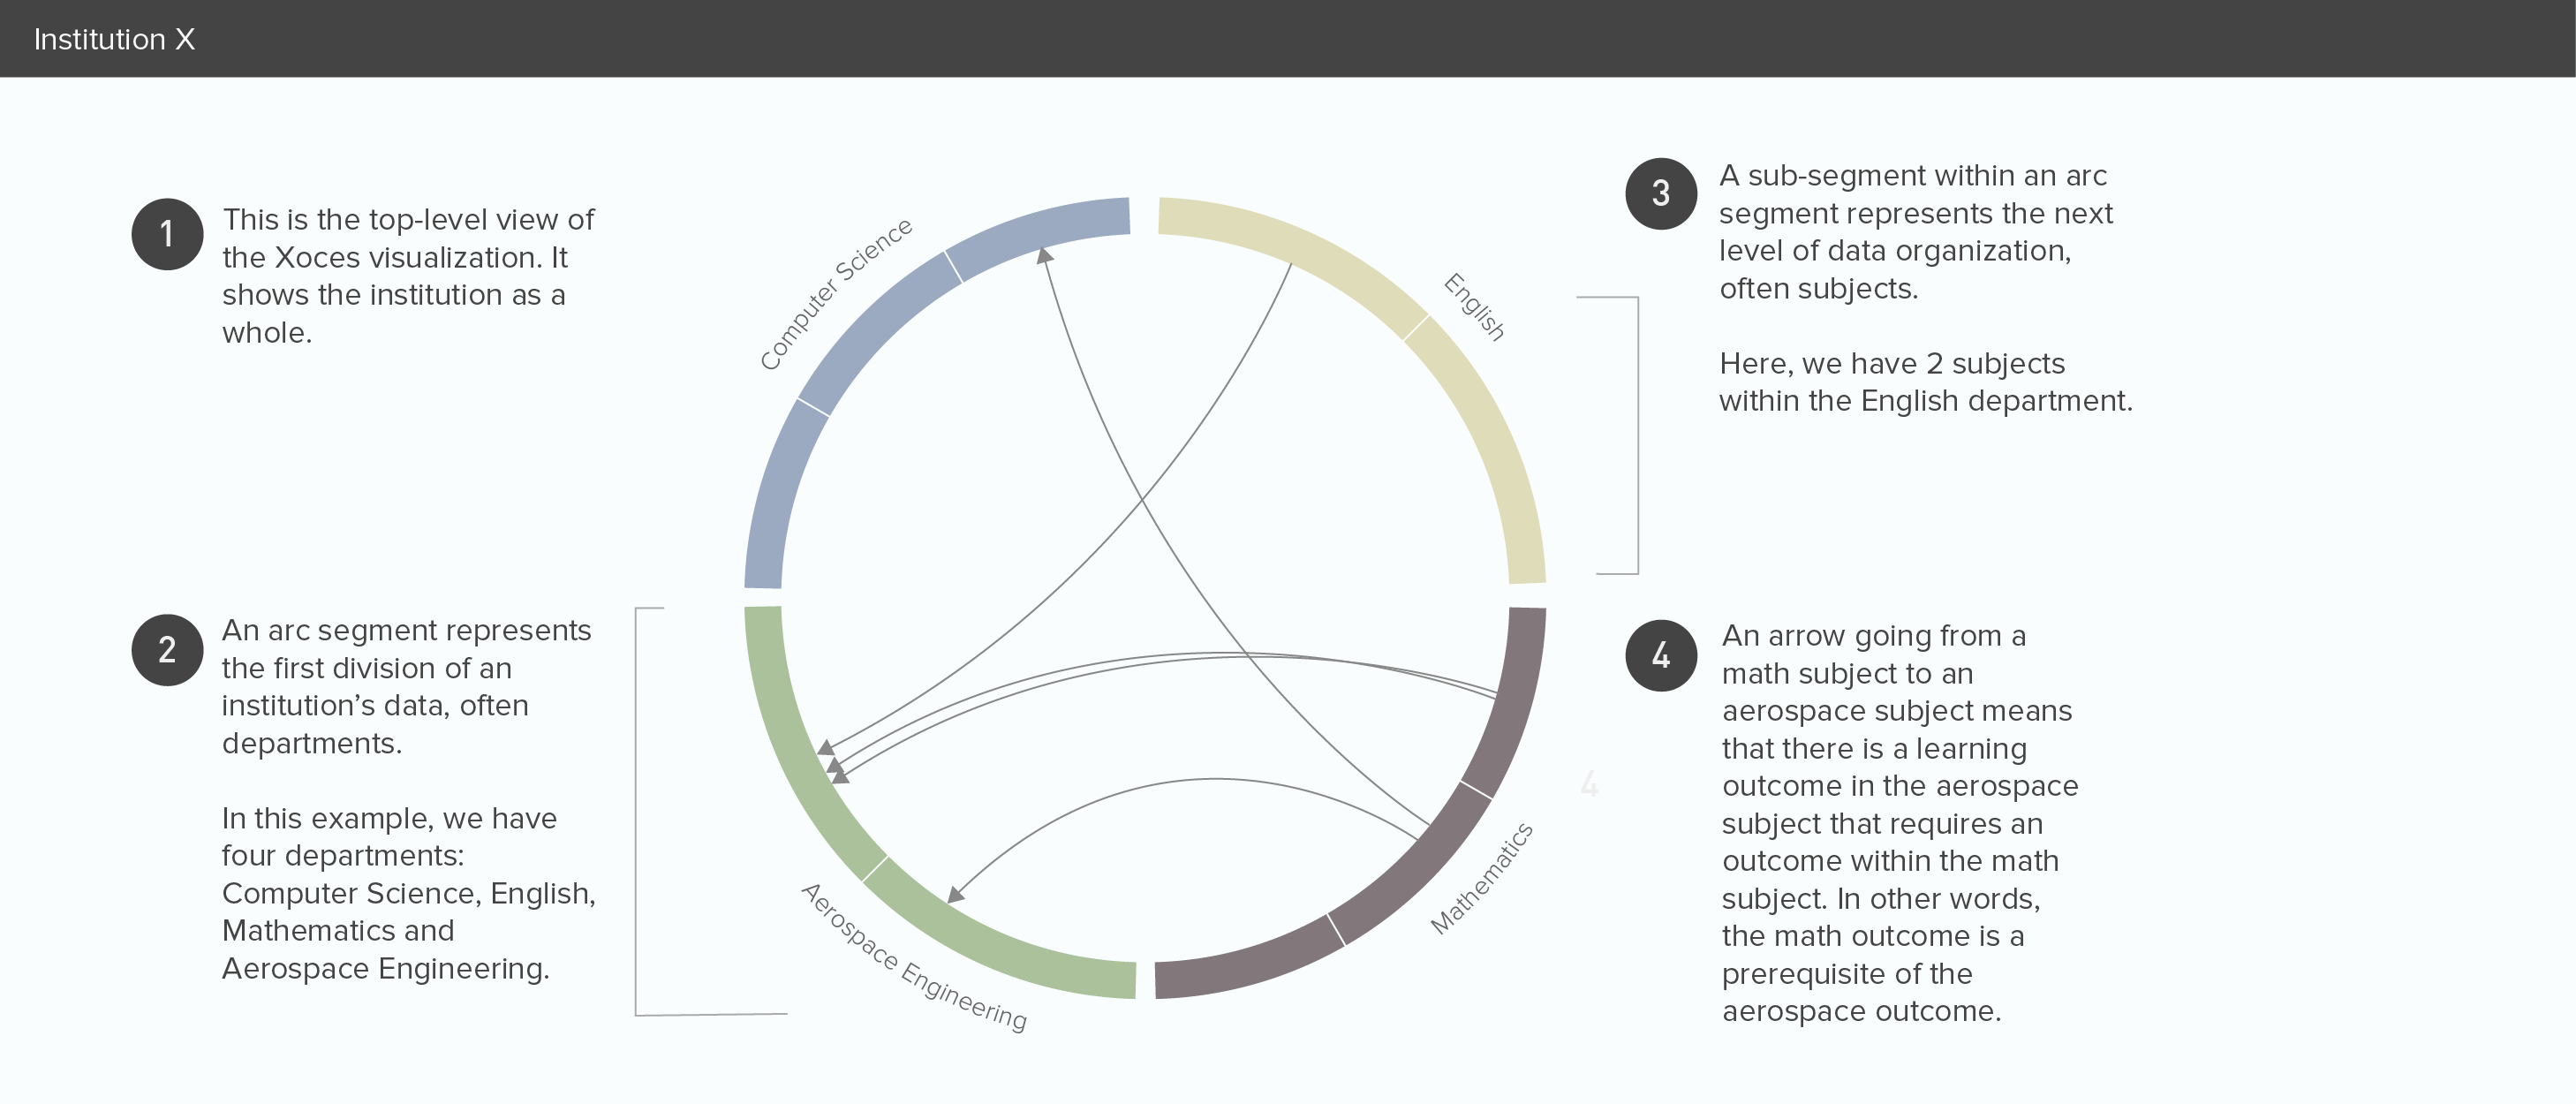 Institution X
1
This is the top-level view of
the Xoces visualization. It
shows the institution as a
whole.
2
An arc segment represents
the first division of an
institution’s data, often
departments.
In this example, we have
four departments:
Computer Science, English,
Mathematics and
Aerospace Engineering.
Computer Science
English
Mathematics
Aerospace Engineering
3
A sub-segment within an arc
segment represents the next
level of data organization,
often subjects.
Here, we have 2 subjects
within the English department.
4
4
An arrow going from a
math subject to an
aerospace subject means
that there is a learning
outcome in the aerospace
subject that requires an
outcome within the math
subject. In other words,
the math outcome is a
prerequisite of the
aerospace outcome.